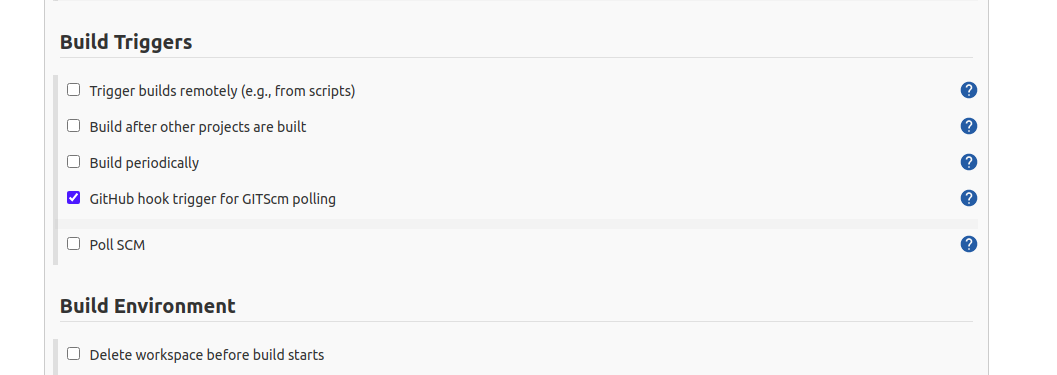 Build Triggers
Trigger builds remotely (e.g., from scripts)
?
Build after other projects are built
?
Build periodically
?
GitHub hook trigger for GITScm polling
?
Poll SCM
?
Build Environment
Delete workspace before build starts